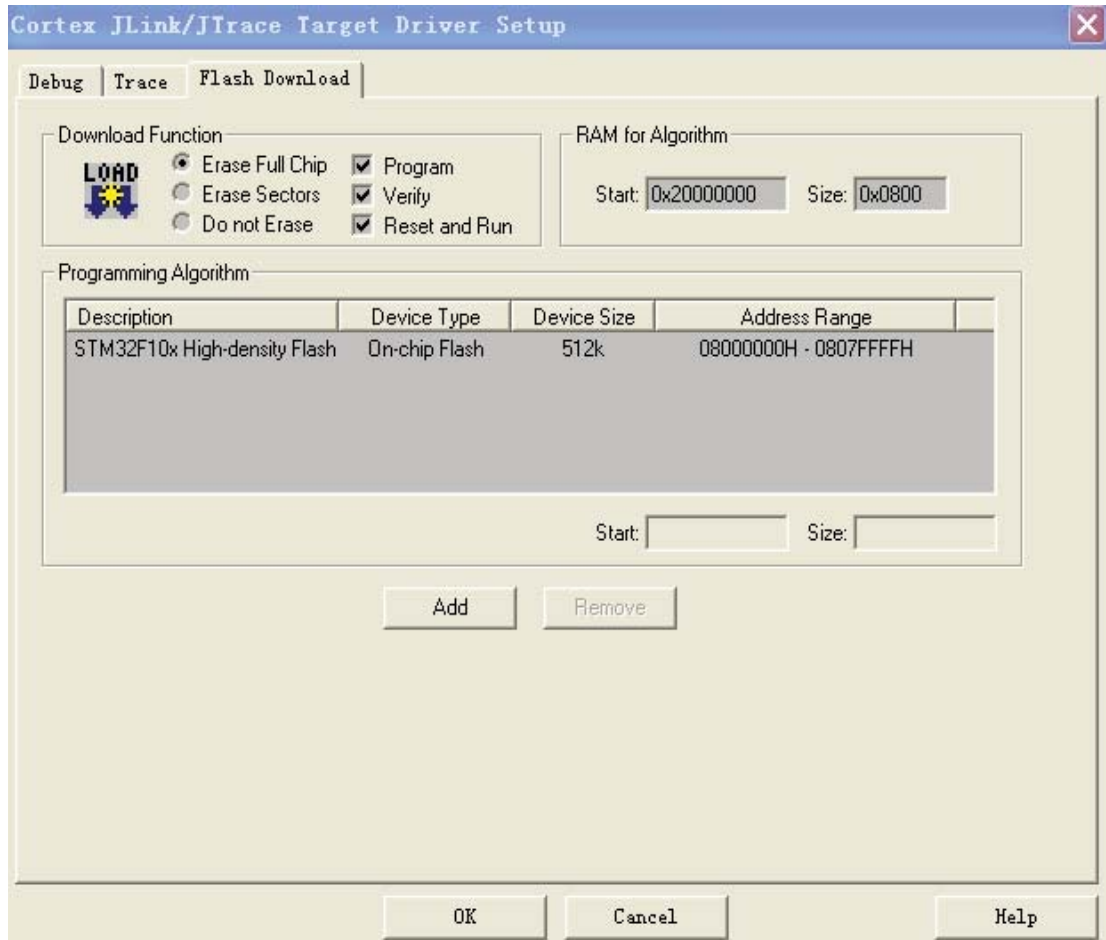 Cortex JLink/JTrace Target Driver Setup
Debug Trace Flash Download
Download Function
LOAD
Erase Full Chip Program
Erase Sectors Verify
Do not Erase Reset and Run
RAM for Algorithm
Start: 0x20000000 Size: 0x0800
Programming Algorithm
Description Device Type Device Size Address Range
STM32F10x High-density Flash On-chip Flash 512k 08000000H - 0807FFFFH
Start: Size:
Add Remove
OK Cancel Help